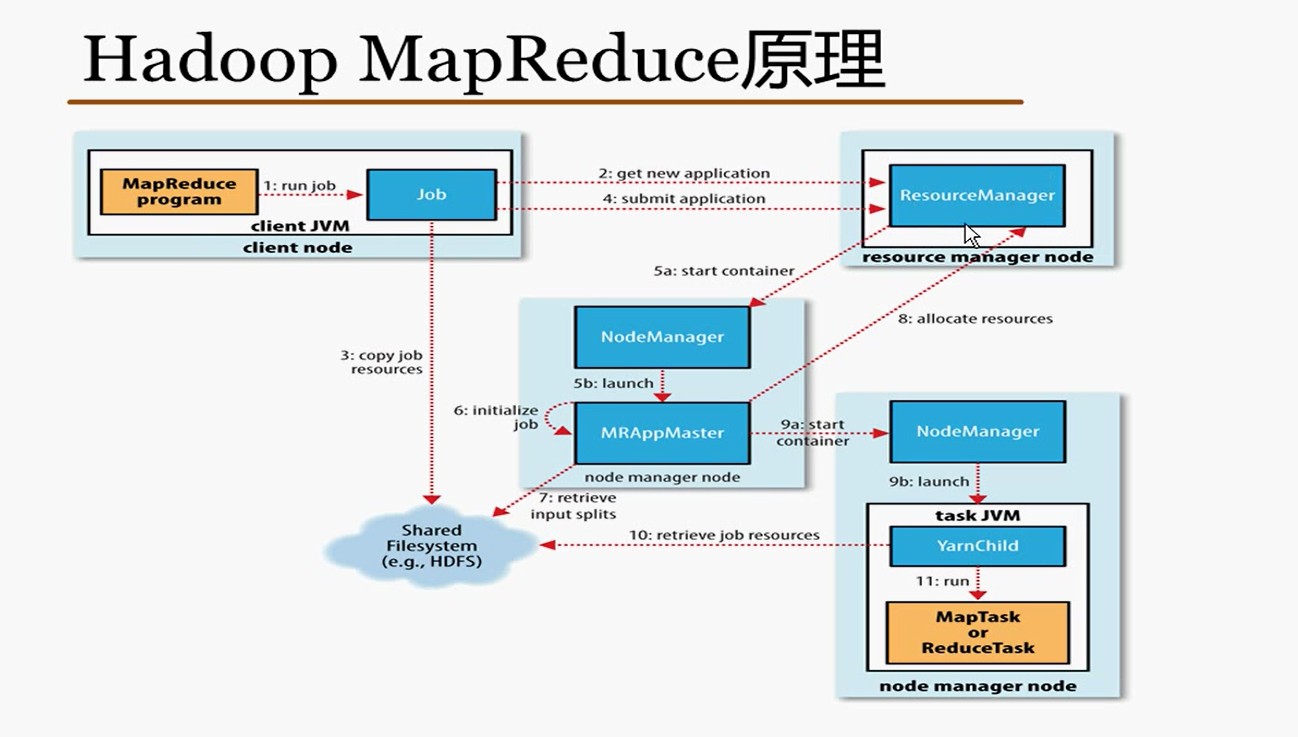 Hadoop MapReduce原理
MapReduce
program
1: run job
Job
client JVM
client node
2: get new application
4: submit application
ResourceManager
resource manager node
5a: start container
8: allocate resources
3: copy job
resources
NodeManager
5b: launch
6: initialize
job
MRAppMaster
node manager node
9a: start
container
NodeManager
9b: launch
7: retrieve
input splits
Shared
Filesystem
(e.g., HDFS)
10: retrieve job resources
task JVM
YarnChild
11: run
MapTask
or
ReduceTask
node manager node